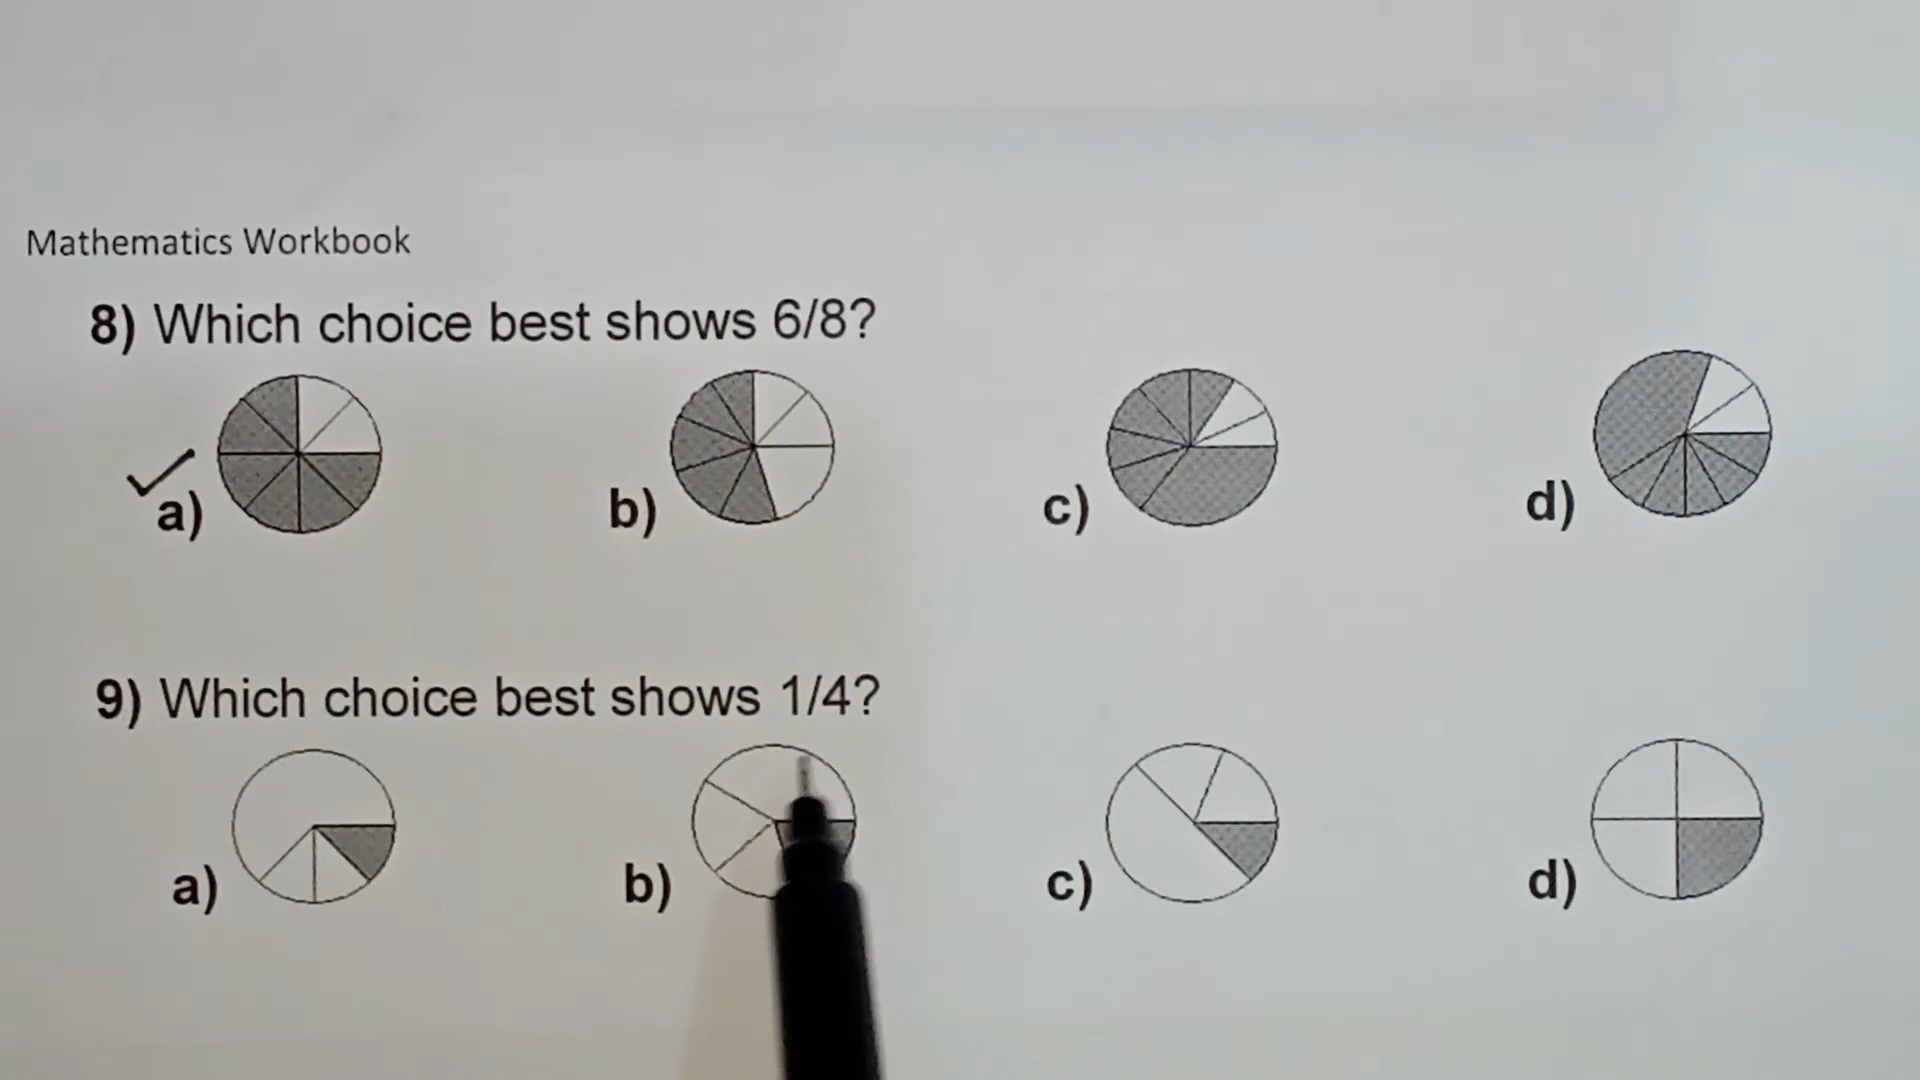 Mathematics Workbook
8) Which choice best shows 6/8?
a) b) c) d)
9) Which choice best shows 1/4?
a) b) c) d)